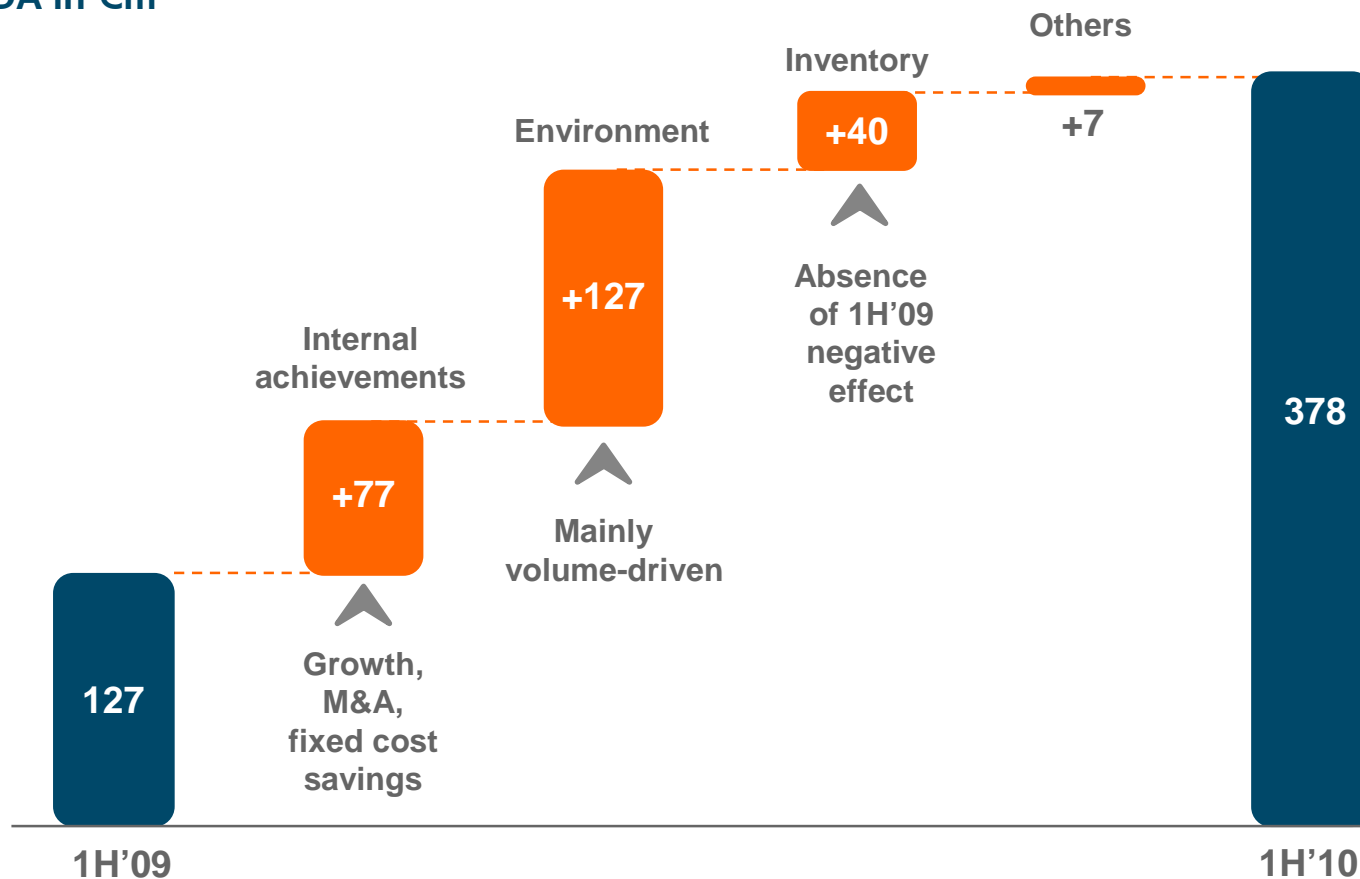 Others
Inventory
+40
+7
Environment
+127
Absence
of 1H’09
negative
effect
Internal
achievements
+77
378
Mainly
volume-driven
Growth,
M&A,
fixed cost
savings
127
1H’09
1H’10